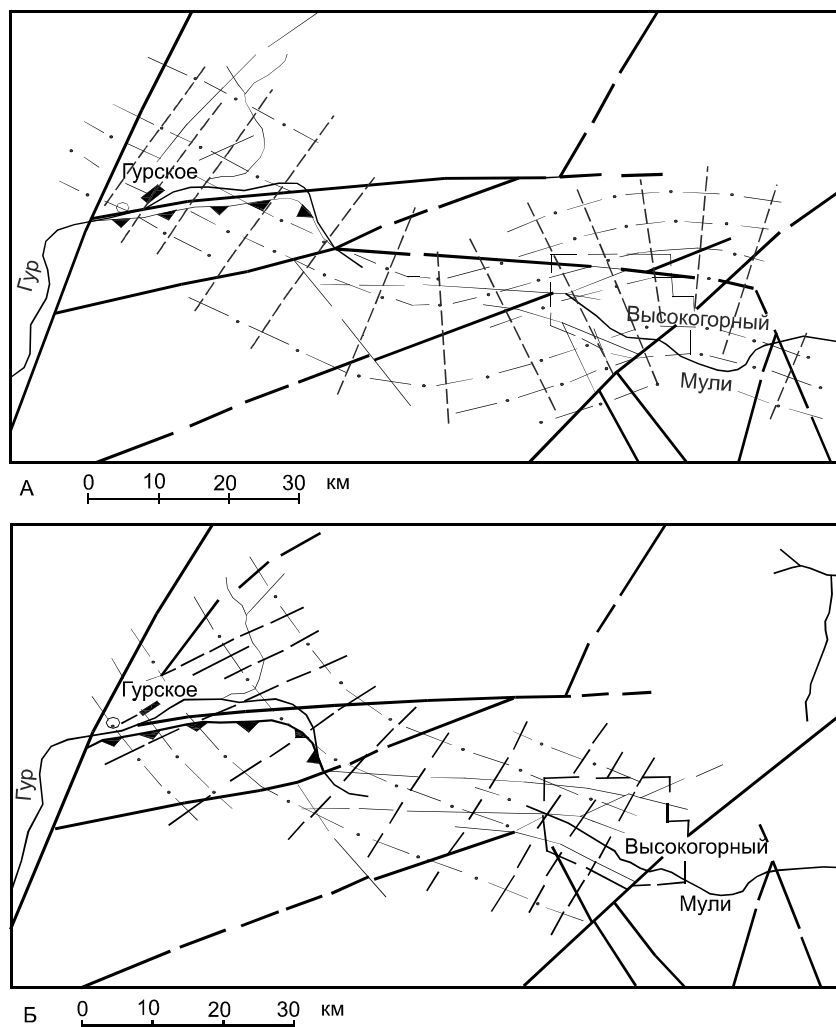 Гурское
Гур
Высокогорный
Мули
А
0 10 20 30 км
Гурское
Гур
Высокогорный
Мули
Б
0 10 20 30 км